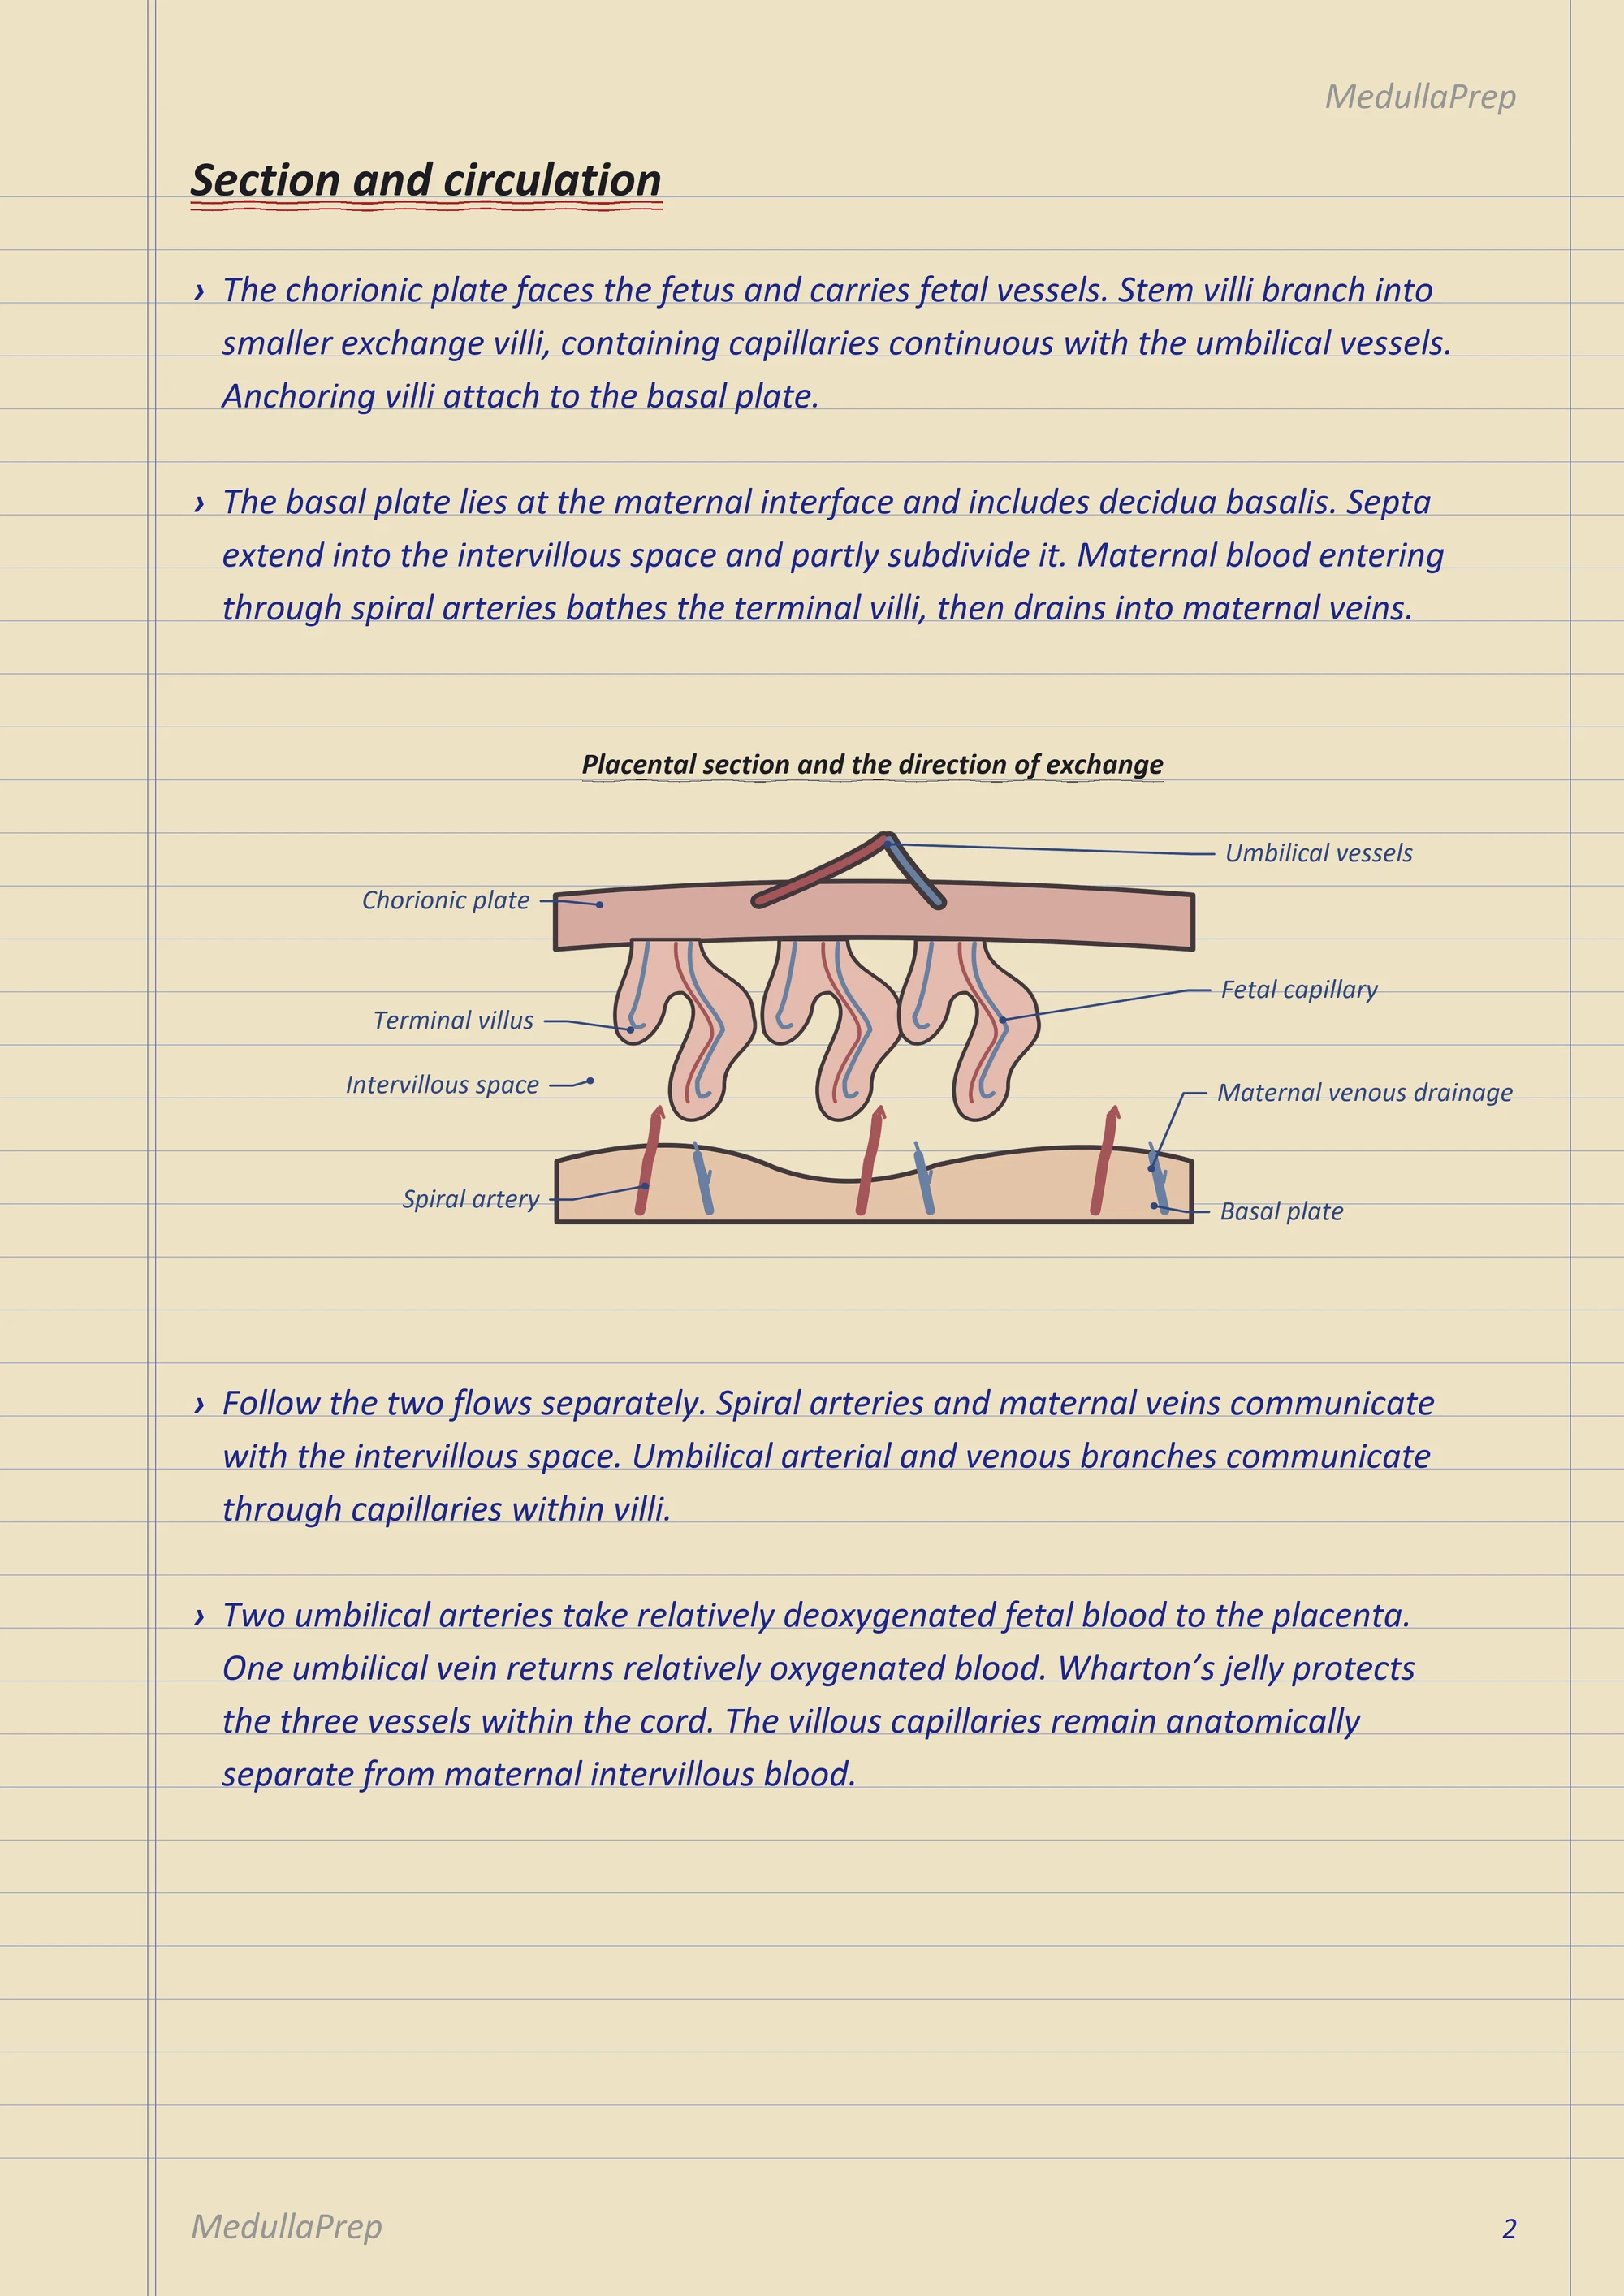 MedullaPrep
Section and circulation
› The chorionic plate faces the fetus and carries fetal vessels. Stem villi branch into
smaller exchange villi, containing capillaries continuous with the umbilical vessels.
Anchoring villi attach to the basal plate.
› The basal plate lies at the maternal interface and includes decidua basalis. Septa
extend into the intervillous space and partly subdivide it. Maternal blood entering
through spiral arteries bathes the terminal villi, then drains into maternal veins.
Placental section and the direction of exchange
Umbilical vessels
Chorionic plate
Fetal capillary
Terminal villus
Intervillous space
Maternal venous drainage
Spiral artery
Basal plate
› Follow the two flows separately. Spiral arteries and maternal veins communicate
with the intervillous space. Umbilical arterial and venous branches communicate
through capillaries within villi.
› Two umbilical arteries take relatively deoxygenated fetal blood to the placenta.
One umbilical vein returns relatively oxygenated blood. Wharton’s jelly protects
the three vessels within the cord. The villous capillaries remain anatomically
separate from maternal intervillous blood.
MedullaPrep
2